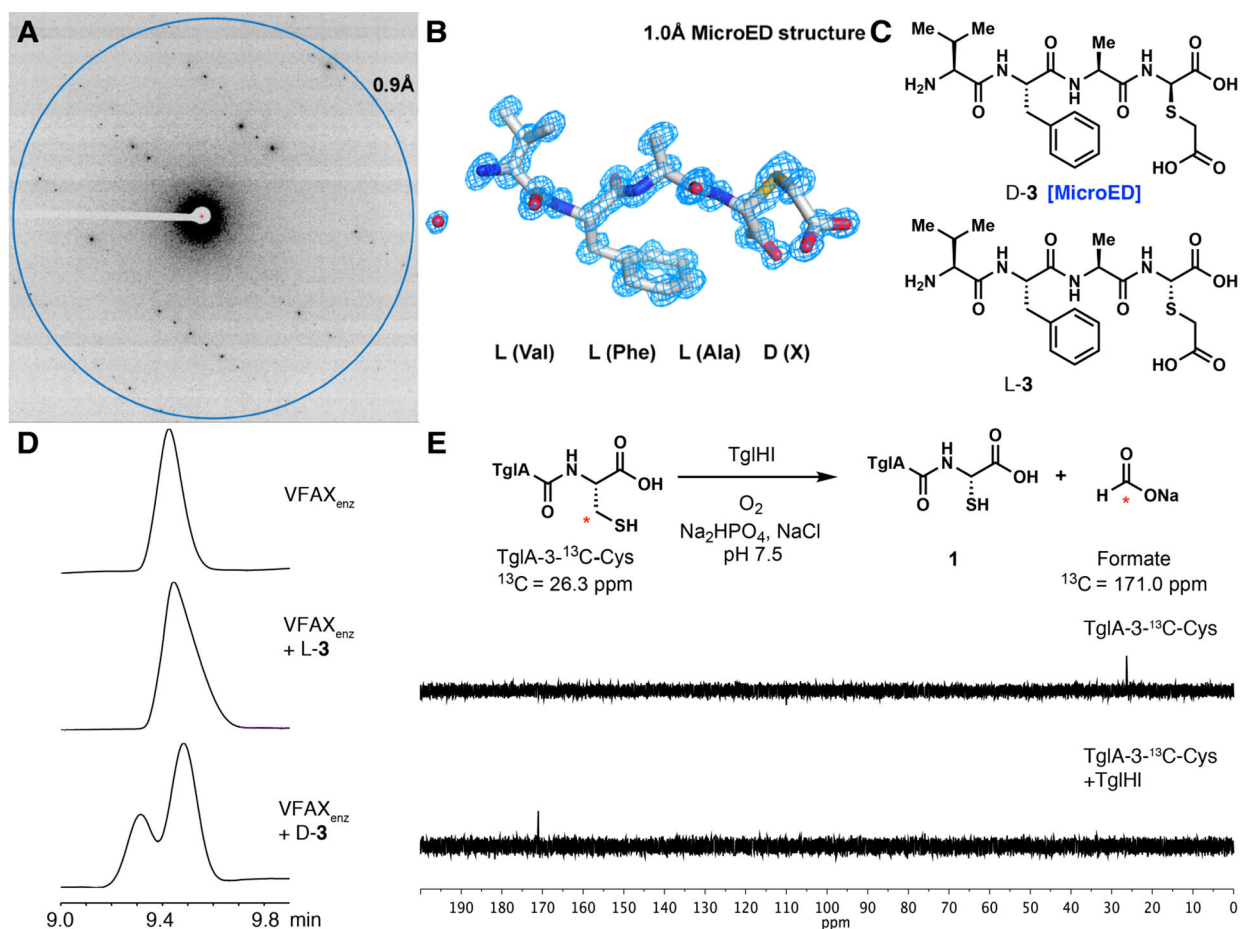 A
0.9Å
B
1.0Å MicroED structure
L (Val) L (Phe) L (Ala) D (X)
C
Me Me
H₂N
O
H
N
O
Me
N
H
O
H
N
O
OH
S
HO
O
D-3 [MicroED]
Me Me
H₂N
O
H
N
O
Me
N
H
O
H
N
O
OH
S
HO
O
L-3
D
VFAXenz
VFAXenz
+ L-3
VFAXenz
+ D-3
9.0 9.4 9.8
min
E
TglA
O
H
N
O
OH
*
SH
TglA-3-¹³C-Cys
¹³C = 26.3 ppm
TglHI
O₂
Na₂HPO₄, NaCl
pH 7.5
TglA
O
H
N
O
OH
SH
1
+
O
H
*
ONa
Formate
¹³C = 171.0 ppm
TglA-3-¹³C-Cys
TglA-3-¹³C-Cys
+TglHI
190 180 170 160 150 140 130 120 110 100 90 80 70 60 50 40 30 20 10 0
ppm